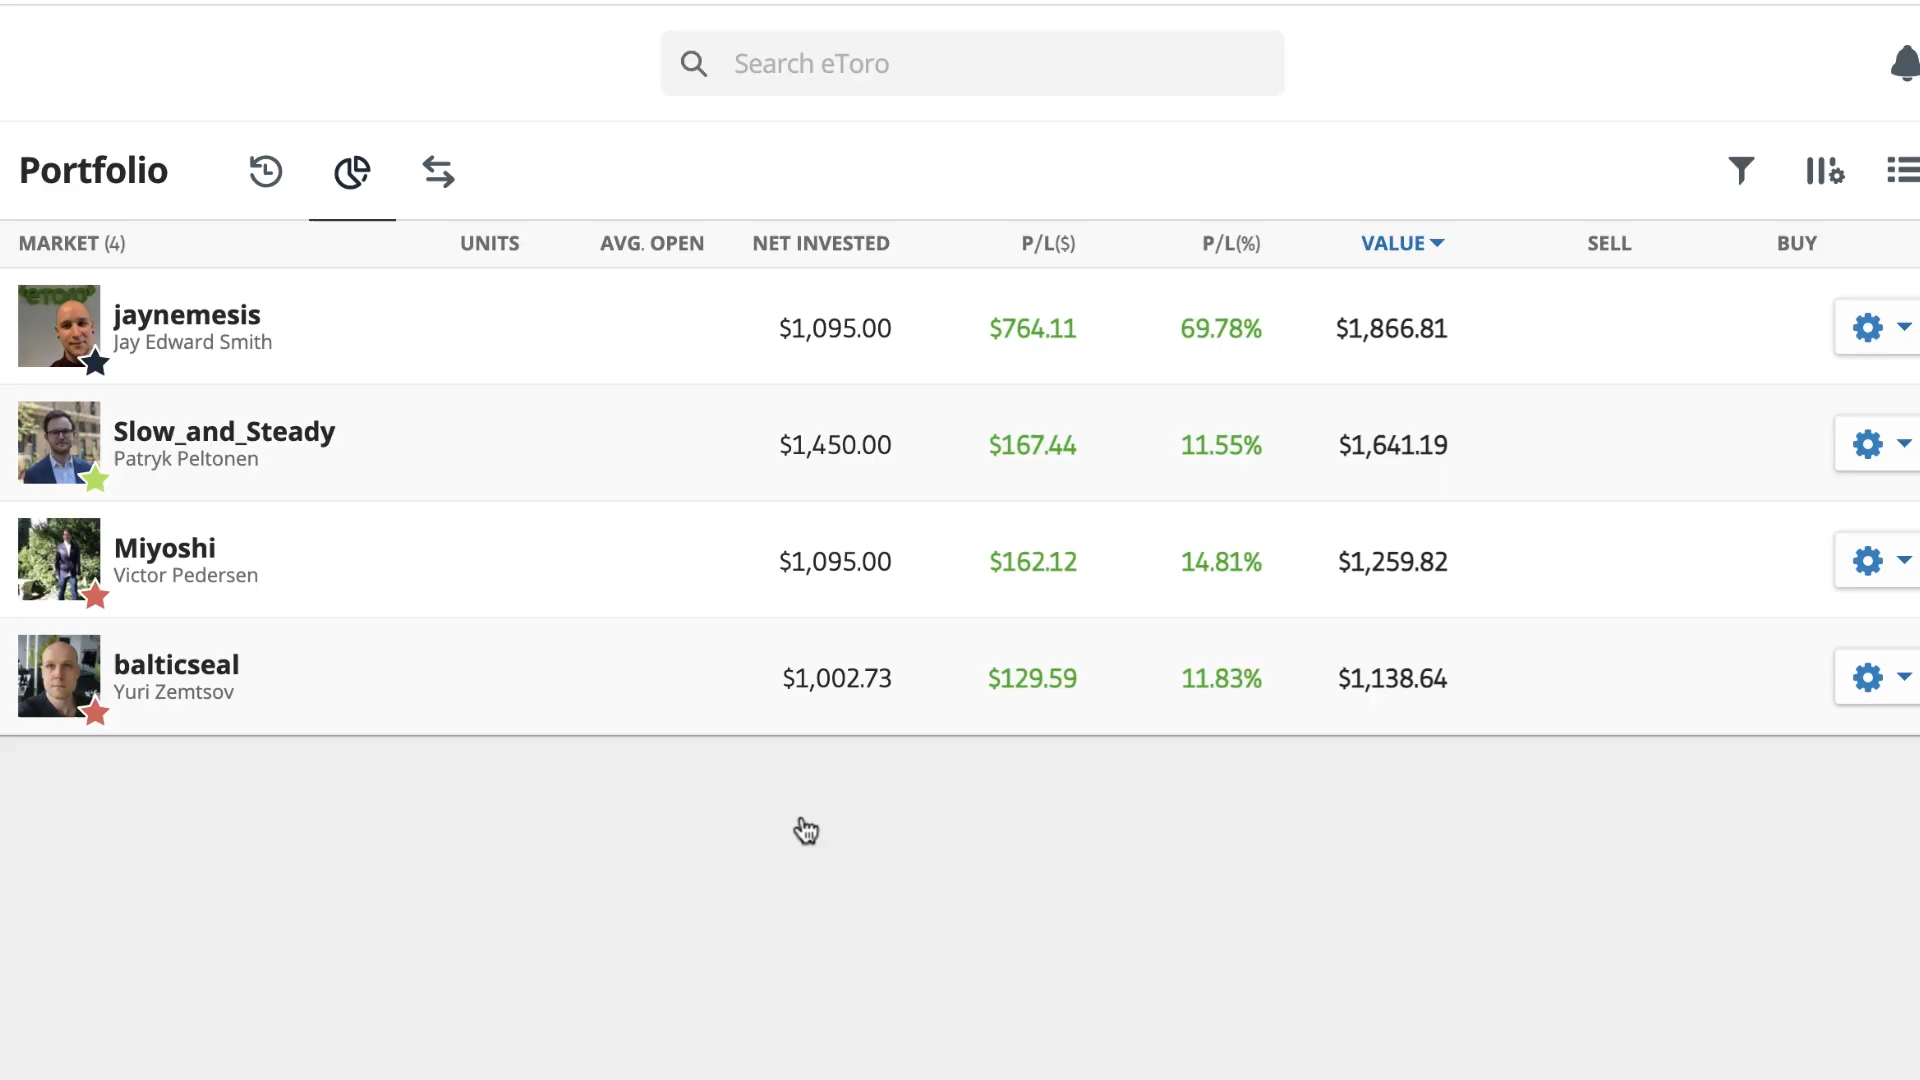 Search eToro
Portfolio
MARKET (4) UNITS AVG. OPEN NET INVESTED P/L($) P/L(%) VALUE SELL BUY
eTORO
jaynemesis
Jay Edward Smith
$1,095.00 $764.11 69.78% $1,866.81
Slow_and_Steady
Patryk Peltonen
$1,450.00 $167.44 11.55% $1,641.19
Miyoshi
Victor Pedersen
$1,095.00 $162.12 14.81% $1,259.82
balticseal
Yuri Zemtsov
$1,002.73 $129.59 11.83% $1,138.64